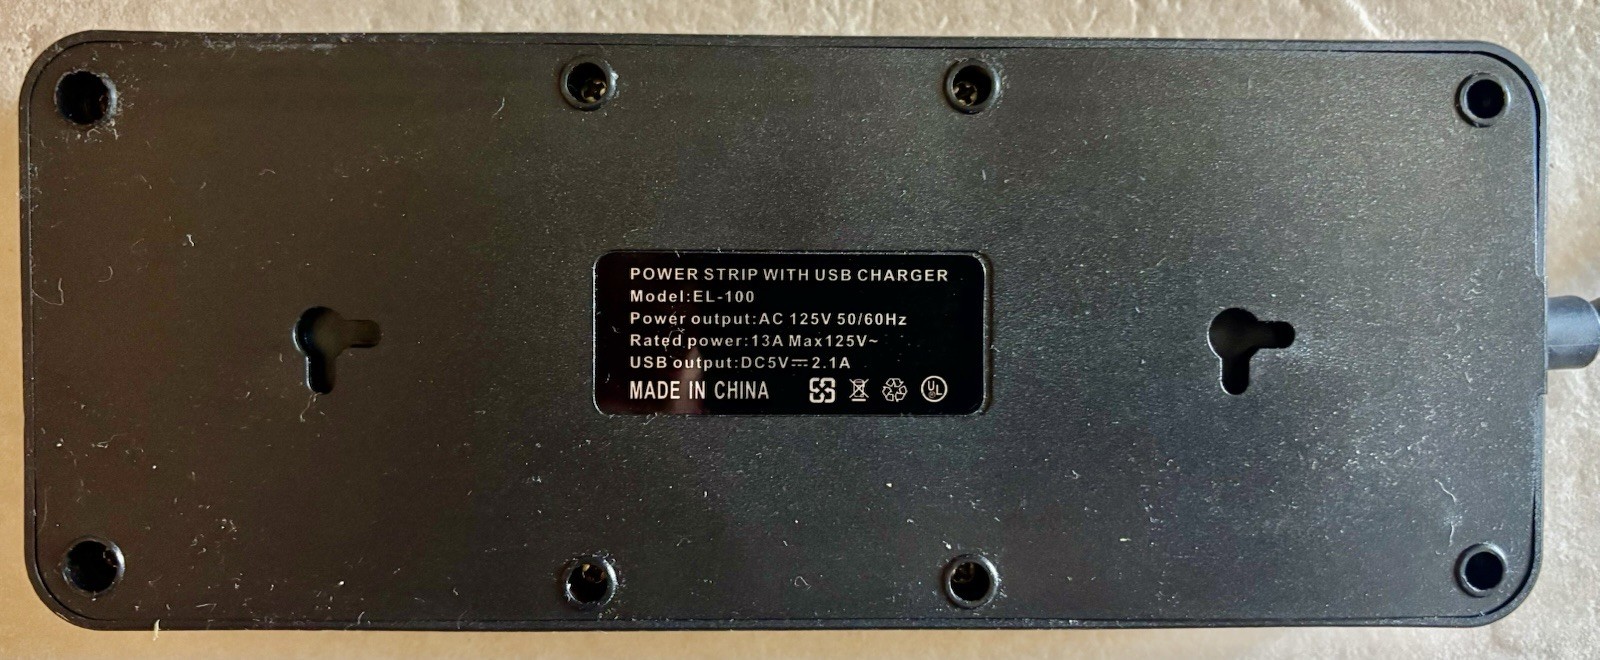 POWER STRIP WITH USB CHARGER
Model:EL-100
Power output:AC 125V 50/60Hz
Rated power:13A Max125V~
USB output:DC5V⎓2.1A
MADE IN CHINA UL